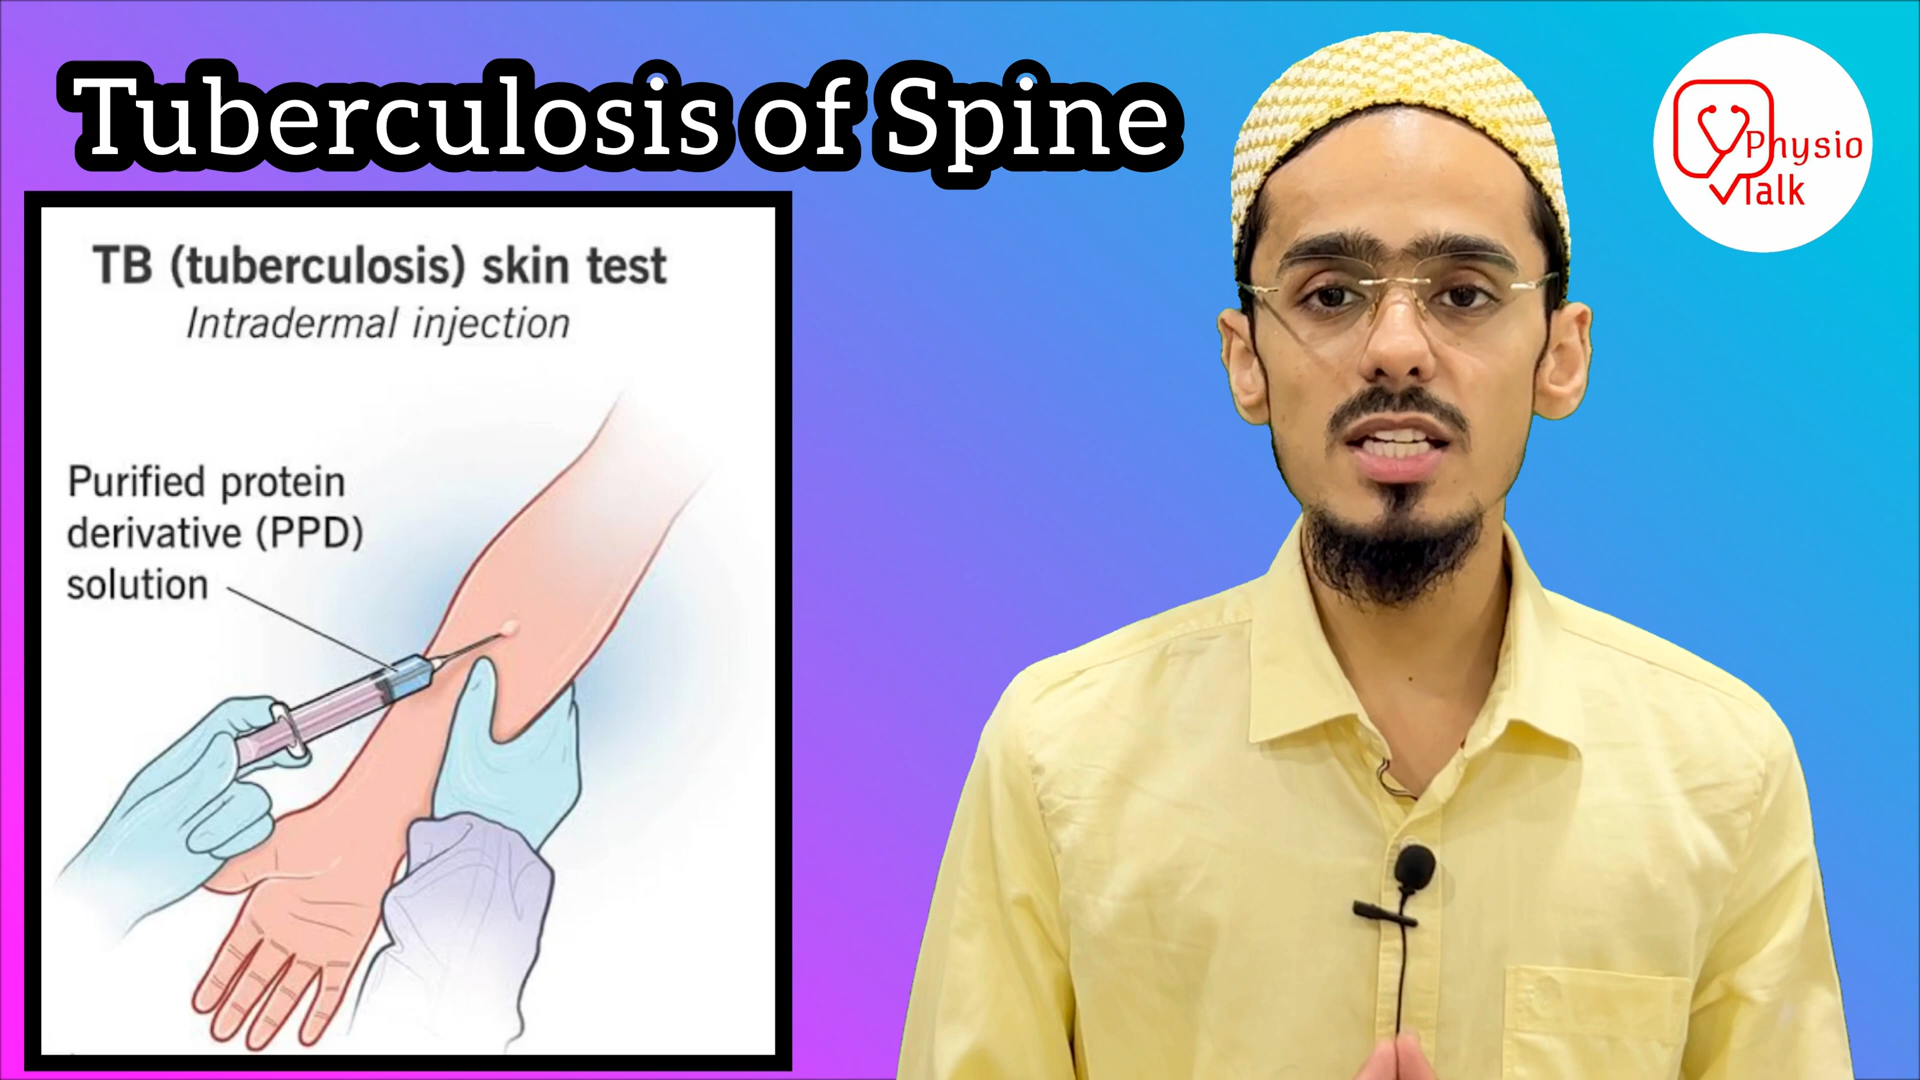 Tuberculosis of Spine
Physio
Talk
TB (tuberculosis) skin test
Intradermal injection
Purified protein
derivative (PPD)
solution